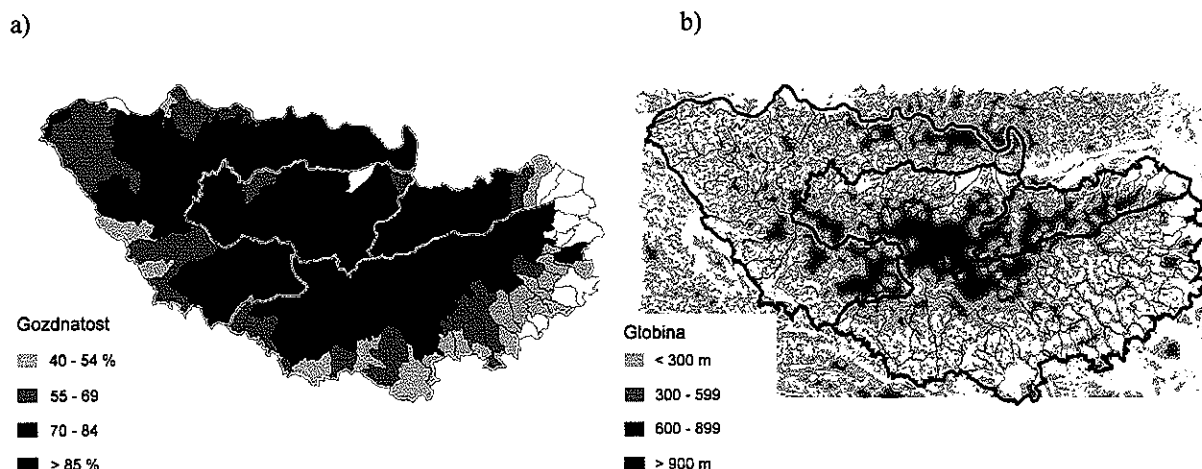 a)
b)
Gozdnatost
40 - 54 %
55 - 69
70 - 84
> 85 %
Globina
< 300 m
300 - 599
600 - 899
> 900 m